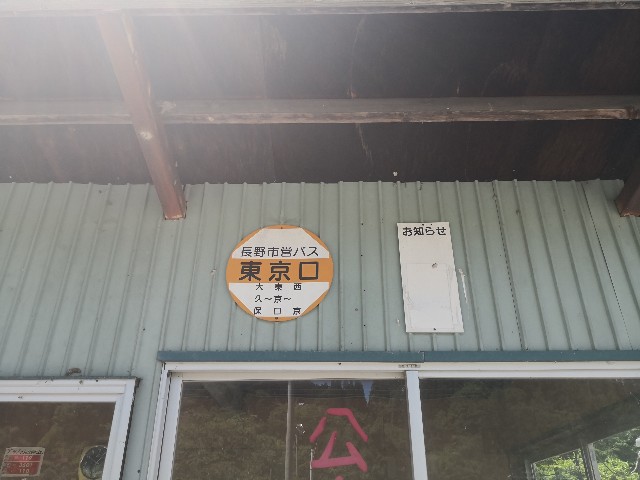 長野市営バス
東京口
大東西
久～京～
保口京
お知らせ
公